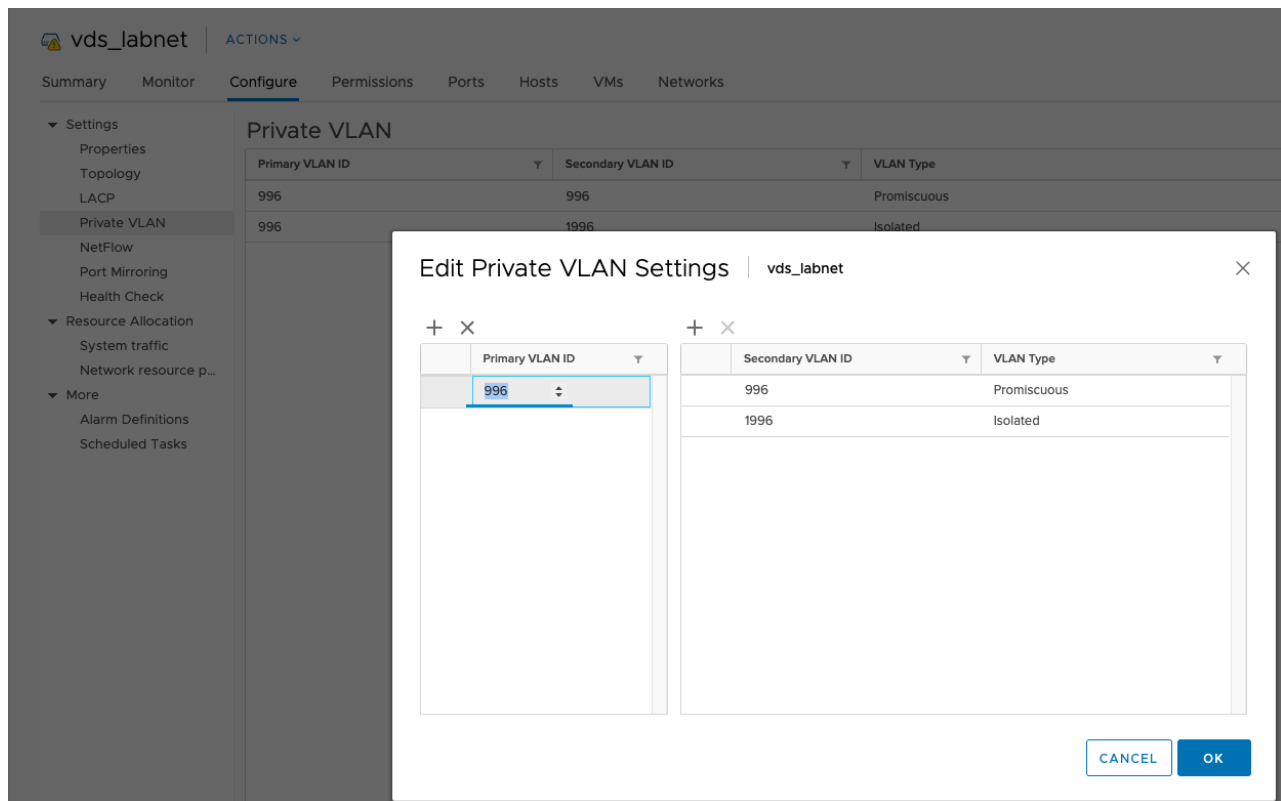 vds_labnet ACTIONS
Summary Monitor Configure Permissions Ports Hosts VMs Networks
Settings
Properties
Topology
LACP
Private VLAN
NetFlow
Port Mirroring
Health Check
Resource Allocation
System traffic
Network resource p...
More
Alarm Definitions
Scheduled Tasks
Private VLAN
Primary VLAN ID Secondary VLAN ID VLAN Type
996 996 Promiscuous
996 1996 Isolated
Edit Private VLAN Settings vds_labnet
Primary VLAN ID
996
Secondary VLAN ID VLAN Type
996 Promiscuous
1996 Isolated
CANCEL OK